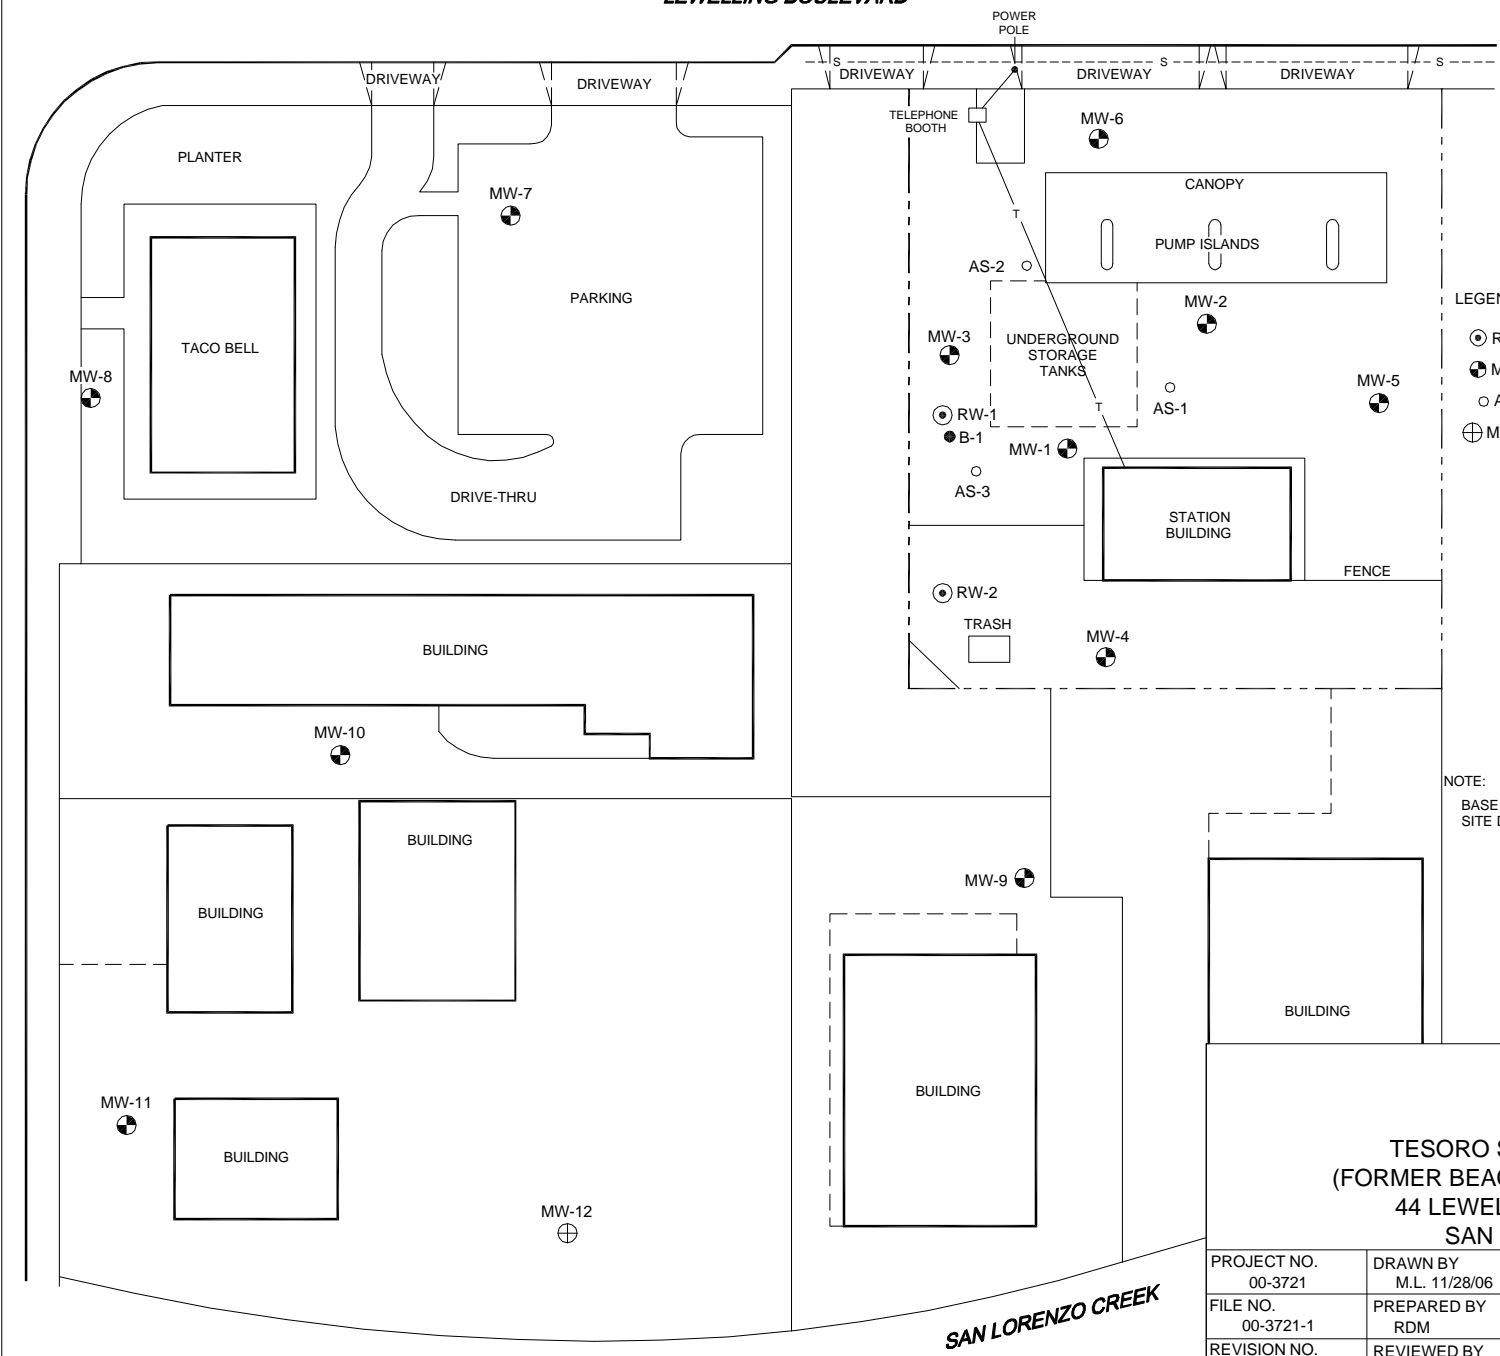 LEWELLING BOULEVARD
POWER
POLE
DRIVEWAY
DRIVEWAY
S
DRIVEWAY
DRIVEWAY
S
DRIVEWAY
S
TELEPHONE
BOOTH
MW-6
PLANTER
CANOPY
MW-7
T
PUMP ISLANDS
AS-2
PARKING
MW-2
LEGEN
MW-3
UNDERGROUND
STORAGE
TANKS
R
TACO BELL
MW-8
M
MW-5
AS-1
A
RW-1
B-1
M
MW-1
T
AS-3
DRIVE-THRU
STATION
BUILDING
FENCE
RW-2
TRASH
MW-4
BUILDING
MW-10
NOTE:
BASE
SITE D
BUILDING
MW-9
BUILDING
BUILDING
BUILDING
MW-11
BUILDING
MW-12
SAN LORENZO CREEK
TESORO S
(FORMER BEAC
44 LEWEL
SAN
PROJECT NO.
00-3721
DRAWN BY
M.L. 11/28/06
FILE NO.
00-3721-1
PREPARED BY
RDM
REVISION NO.
REVIEWED BY